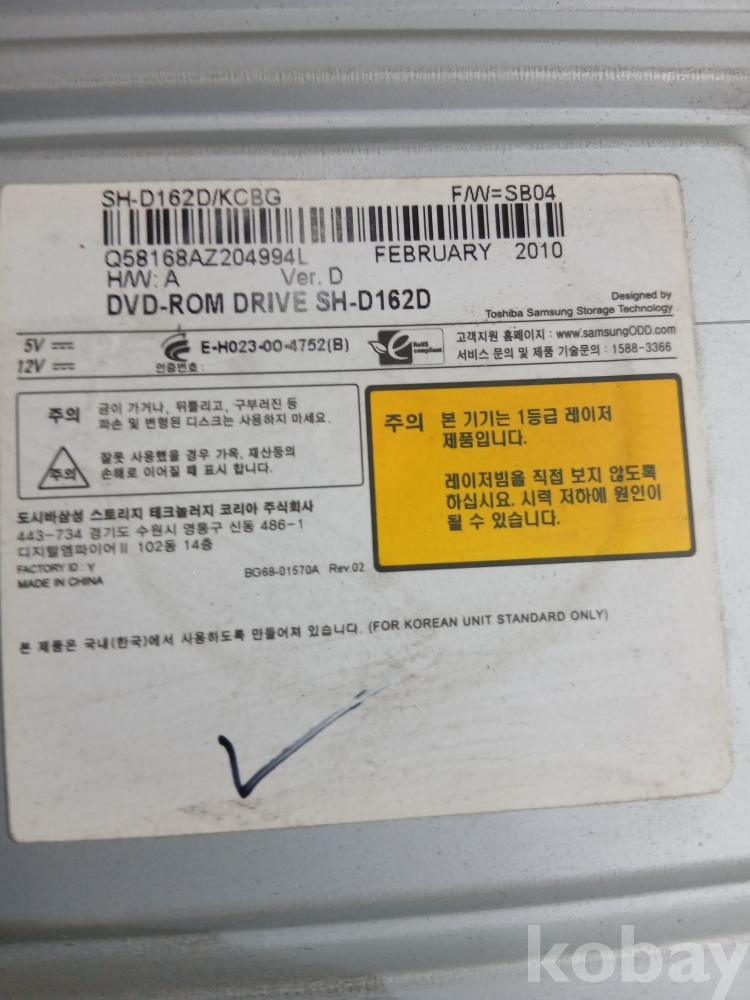 SH-D162D/KCBG F/W=SB04
Q58168AZ204994L FEBRUARY 2010
H/W: A Ver. D
DVD-ROM DRIVE SH-D162D
Designed by
Toshiba Samsung Storage Technology
5V
12V
E-H023-00-4752(B)
인증번호 :
e RoHS compliant
고객지원 홈페이지 : www.samsungODD.com
서비스 문의 및 제품 기술문의 : 1588-3366
주의 금이 가거나, 뒤틀리고, 구부러진 등
파손 및 변형된 디스크는 사용하지 마세요.
주의 잘못 사용했을 경우 가옥, 재산등의
손해로 이어질 때 표시 합니다.
주의 본 기기는 1등급 레이저
제품입니다.
레이저빔을 직접 보지 않도록
하십시요. 시력 저하에 원인이
될 수 있습니다.
도시바삼성 스토리지 테크놀러지 코리아 주식회사
443-734 경기도 수원시 영통구 신동 486-1
디지털엠파이어II 102동 14층
FACTORY ID : Y
MADE IN CHINA
BG68-01570A Rev.02
본 제품은 국내(한국)에서 사용하도록 만들어져 있습니다. (FOR KOREAN UNIT STANDARD ONLY)
kobay